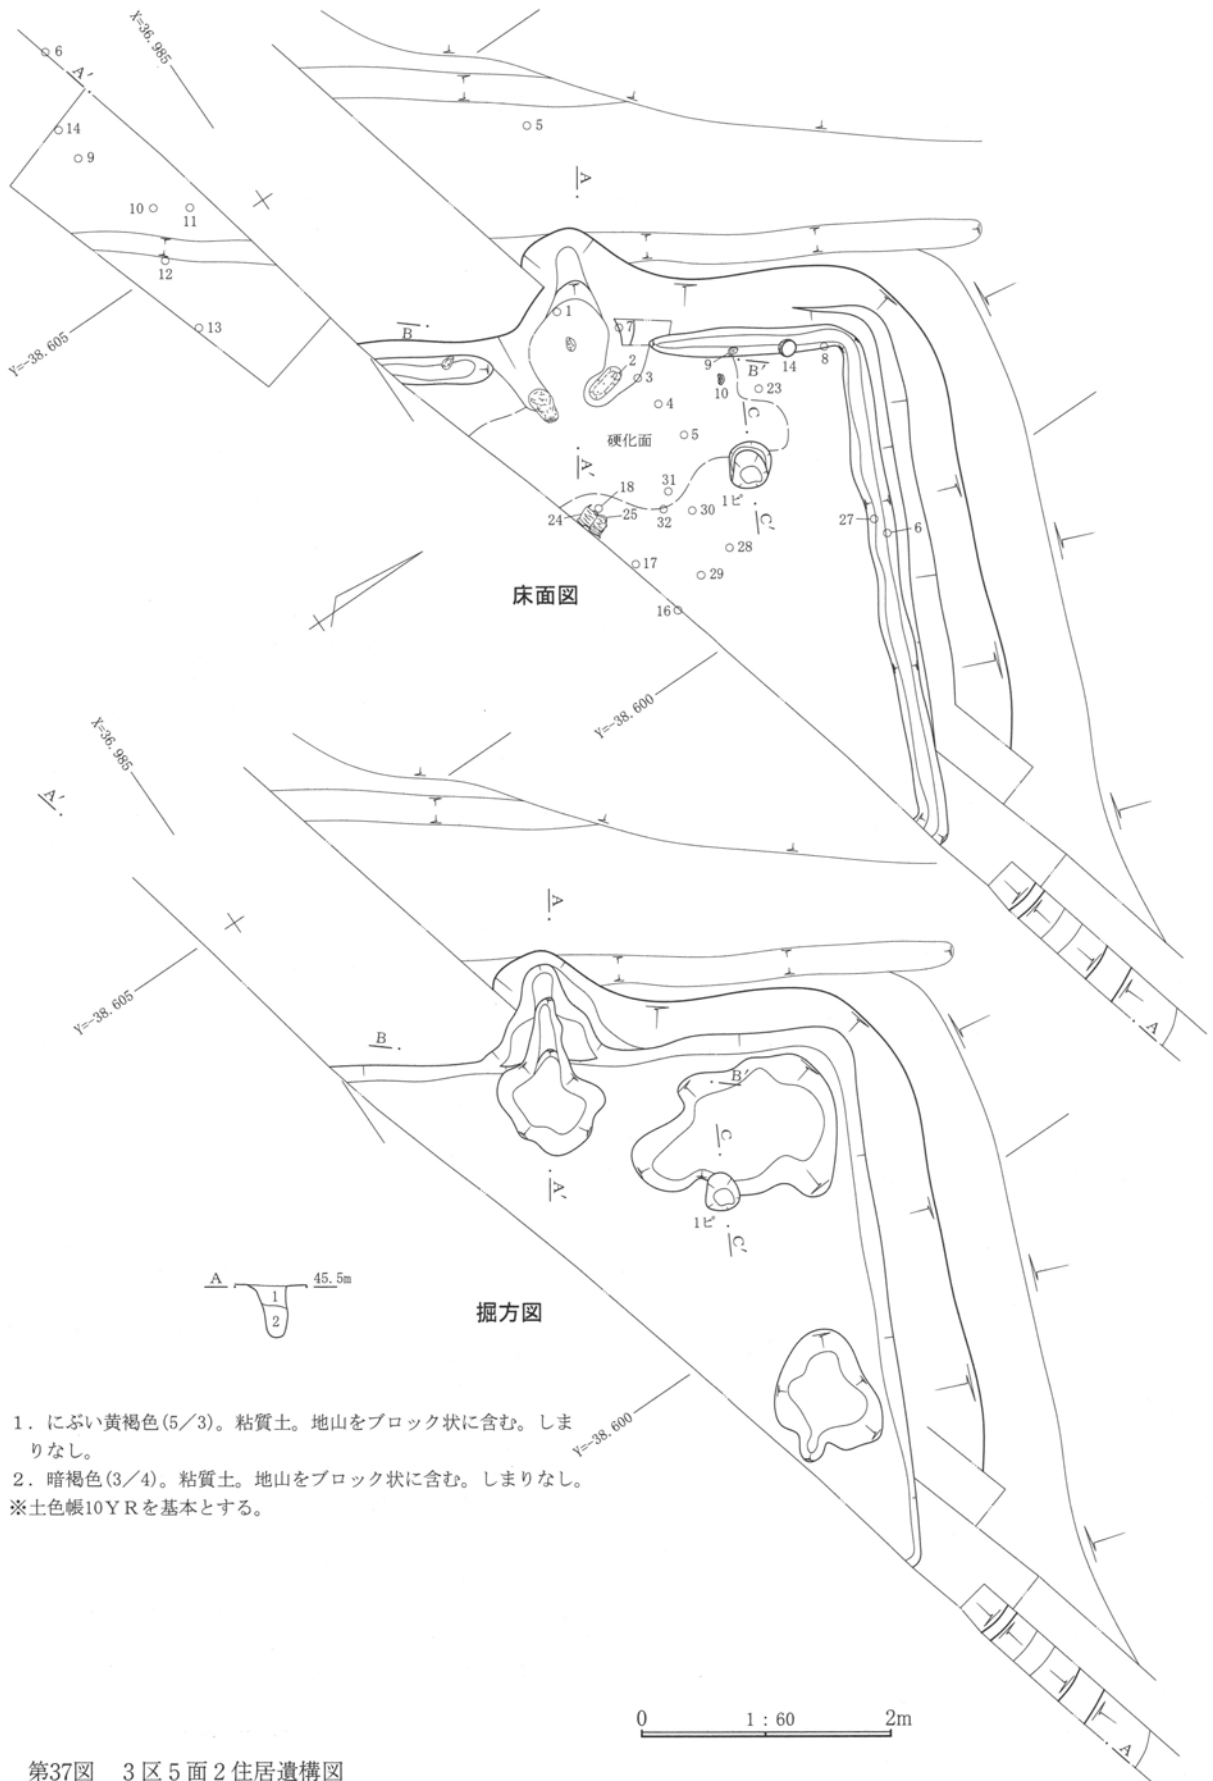 X=36.985
6
A′
14
9
5
A
10
11
12
13
Y=-38.605
B
1
7
2
3
9
B′
14
8
10
23
4
C
5
硬化面
A′
31
1ピ
18
24
25
32
30
C′
27
6
28
17
29
床面図
16
Y=-38.600
X=36.985
A′
A
Y=-38.605
B
B′
C
A′
1ピ
C′
A
A 45.5m
1
2
掘方図
Y=-38.600
1．にぶい黄褐色(5／3)。粘質土。地山をブロック状に含む。しま
りなし。
2．暗褐色(3／4)。粘質土。地山をブロック状に含む。しまりなし。
※土色帳10ＹＲを基本とする。
A
0 1：60 2m
第37図 3区5面2住居遺構図